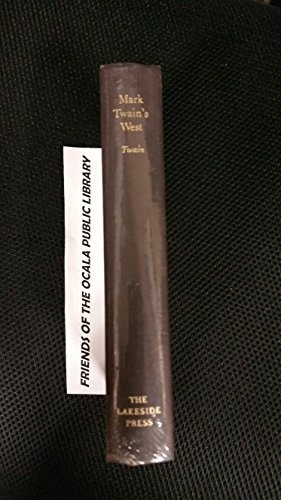 Mark
Twain's
West
Twain
THE
LAKESIDE
PRESS
FRIENDS OF THE OCALA PUBLIC LIBRARY